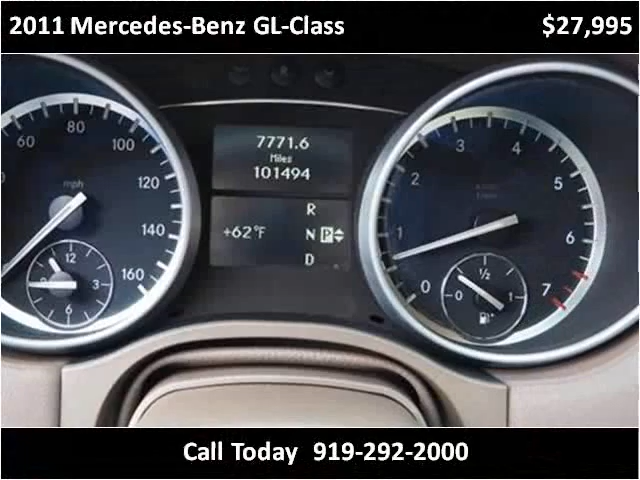 2011 Mercedes-Benz GL-Class $27,995
60 80 100 120 140 160
mph
12 3 6 9
7771.6
Miles
101494
+62°F
R
N P
D
0 1 2 3 4 5 6 7
0 ½ 1
Call Today 919-292-2000